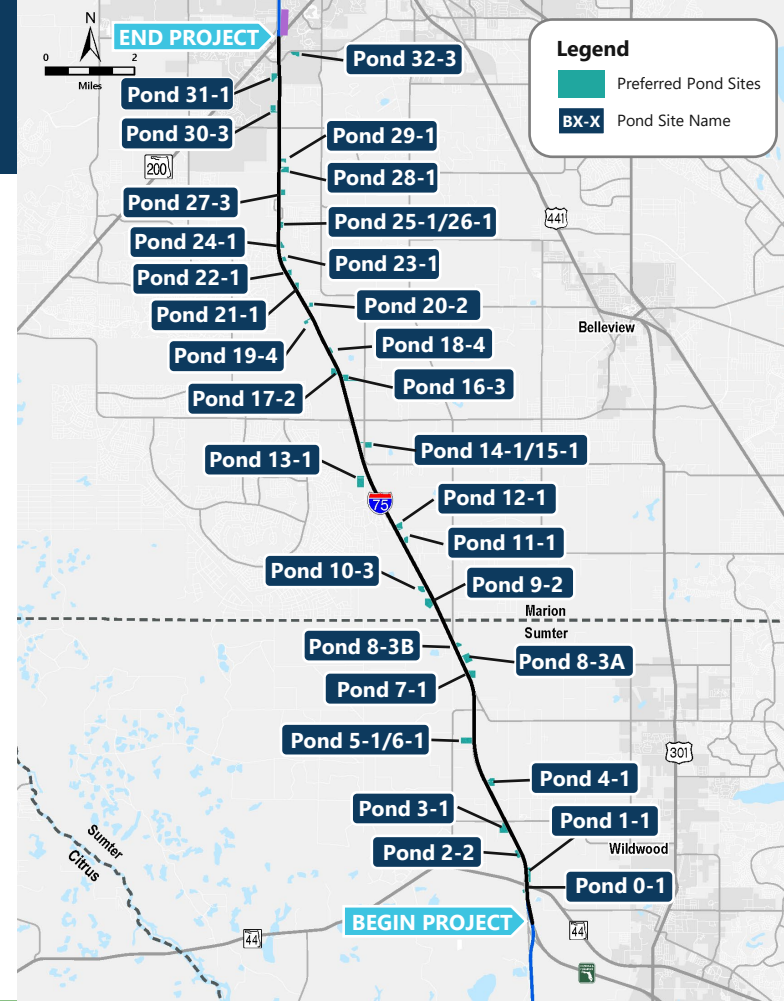 N
0 2
Miles
END PROJECT
Legend
Preferred Pond Sites
BX-X Pond Site Name
Pond 32-3
Pond 31-1
Pond 30-3
Pond 29-1
200
Pond 28-1
Pond 27-3
441
Pond 25-1/26-1
Pond 24-1
Pond 23-1
Pond 22-1
Pond 20-2
Pond 21-1
Belleview
Pond 18-4
Pond 19-4
Pond 16-3
Pond 17-2
Pond 14-1/15-1
Pond 13-1
75
Pond 12-1
Pond 11-1
Pond 10-3
Pond 9-2
Marion
Sumter
Pond 8-3B
Pond 8-3A
Pond 7-1
Pond 5-1/6-1
301
Pond 4-1
Pond 3-1
Pond 1-1
Sumter
Citrus
Wildwood
Pond 2-2
Pond 0-1
BEGIN PROJECT
44
44